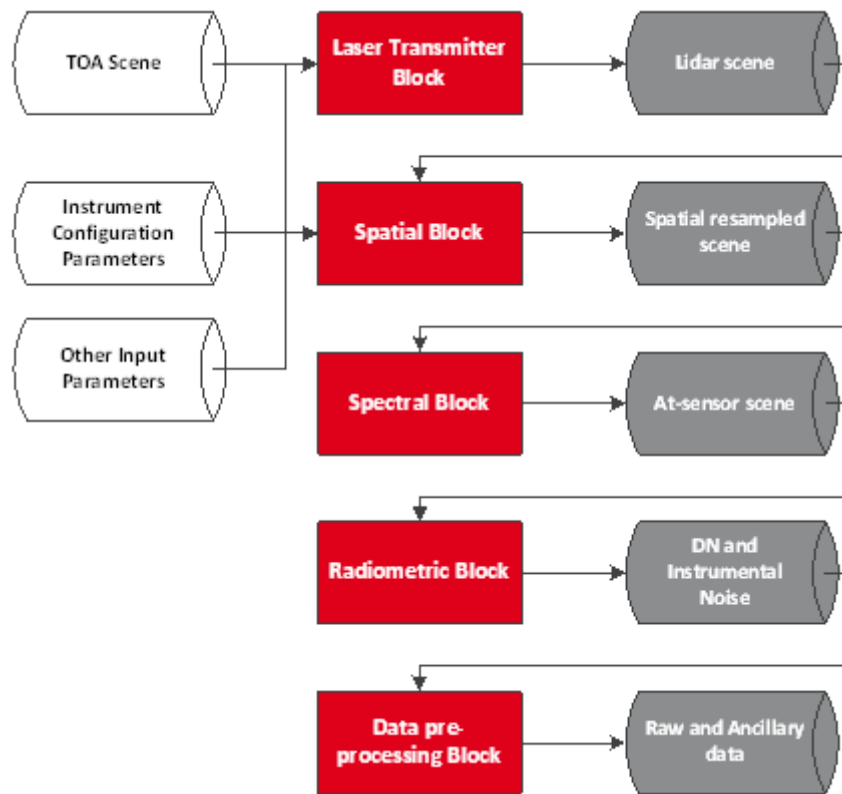 TOA Scene
Laser Transmitter
Block
Lidar scene
Instrument
Configuration
Parameters
Spatial Block
Spatial resampled
scene
Other Input
Parameters
Spectral Block
At-sensor scene
Radiometric Block
DN and
Instrumental
Noise
Data pre-
processing Block
Raw and Ancillary
data